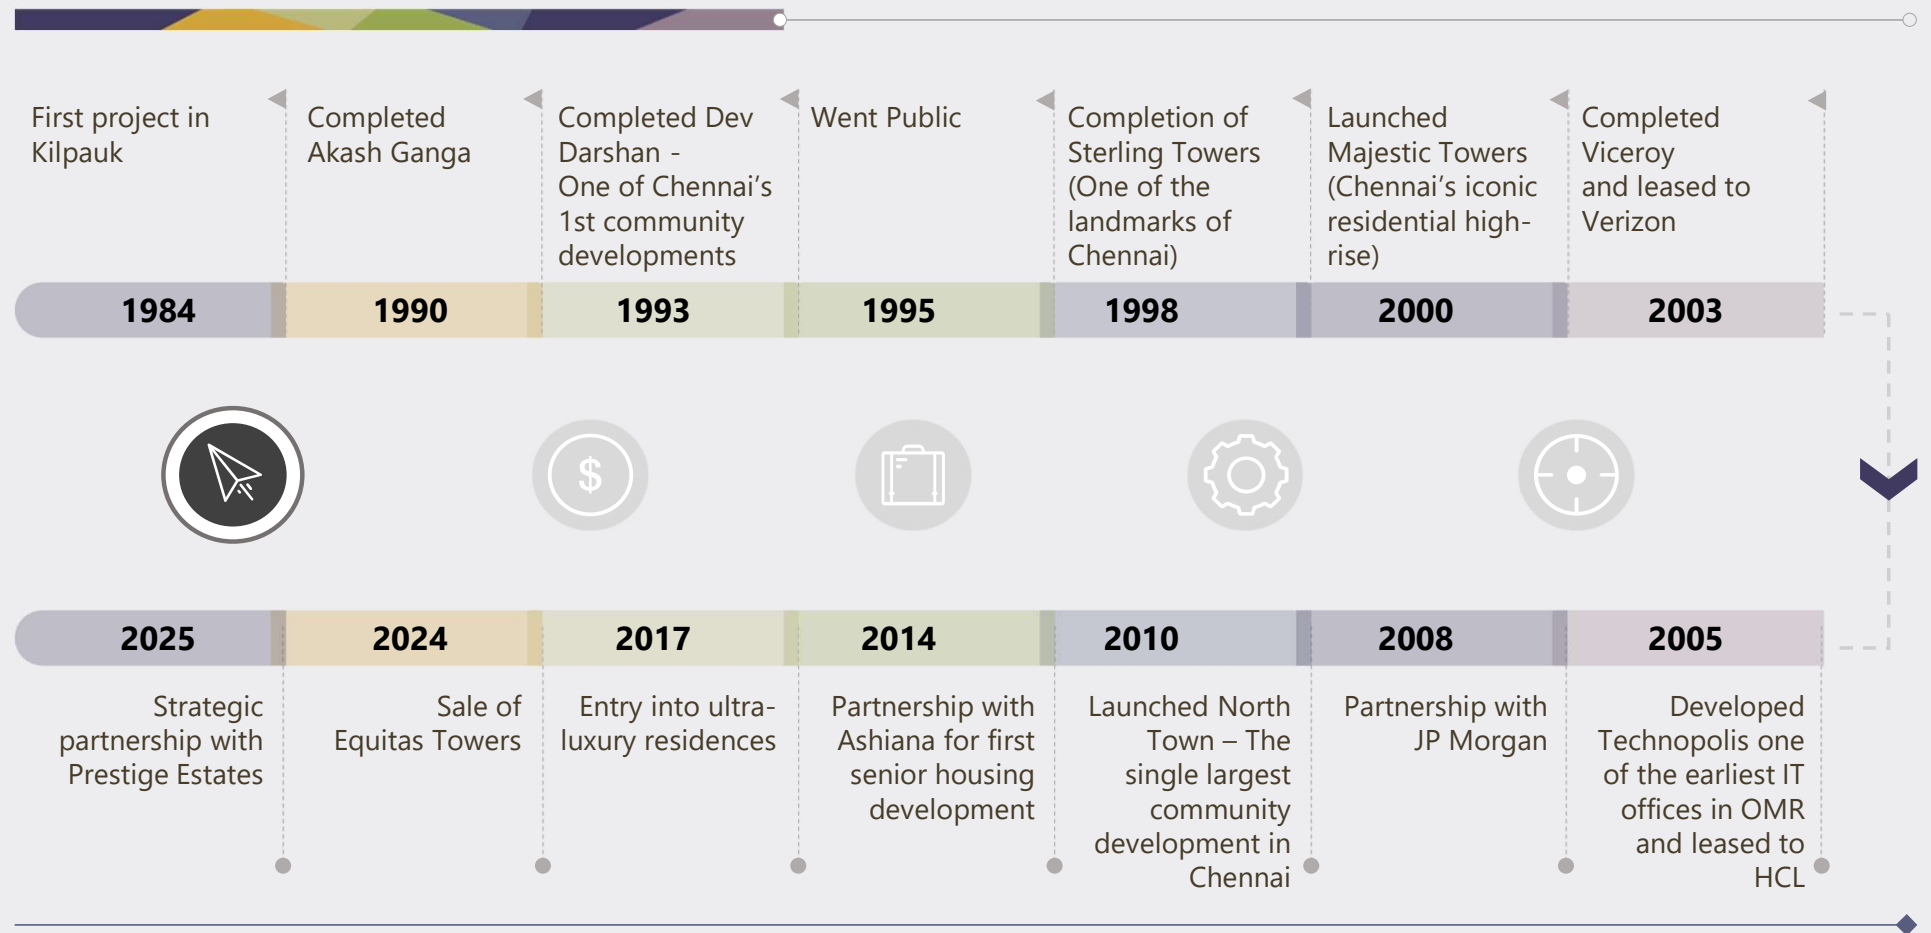 First project in
Kilpauk
Completed
Akash Ganga
Completed Dev
Darshan -
One of Chennai’s
1st community
developments
Went Public
Completion of
Sterling Towers
(One of the
landmarks of
Chennai)
Launched
Majestic Towers
(Chennai’s iconic
residential high-
rise)
Completed
Viceroy
and leased to
Verizon
1984
1990
1993
1995
1998
2000
2003
$
2025
2024
2017
2014
2010
2008
2005
Strategic
partnership with
Prestige Estates
Sale of
Equitas Towers
Entry into ultra-
luxury residences
Partnership with
Ashiana for first
senior housing
development
Launched North
Town – The
single largest
community
development in
Chennai
Partnership with
JP Morgan
Developed
Technopolis one
of the earliest IT
offices in OMR
and leased to
HCL